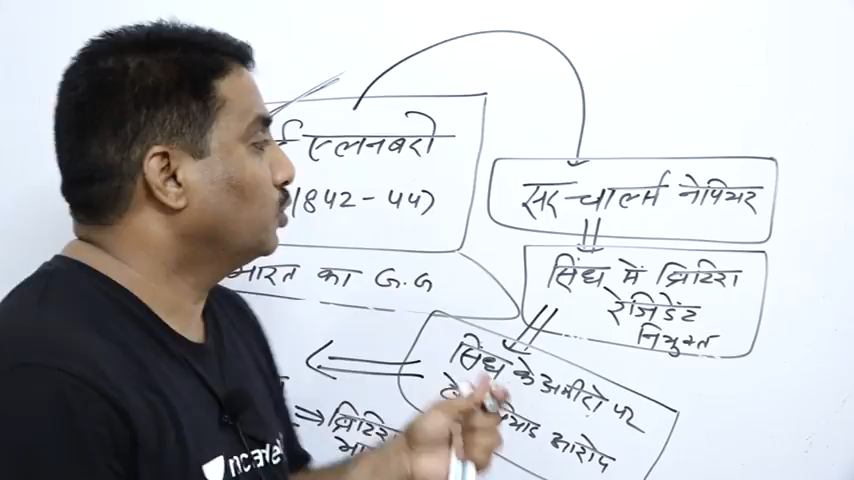 एलनबरो
1842-44)
भारत का G.G
सर चार्ल्स नेपियर
सिंध में ब्रिटिश
रेजिडेंट
नियुक्त
सिंध के अमीरों पर
आरोप
ब्रिटि